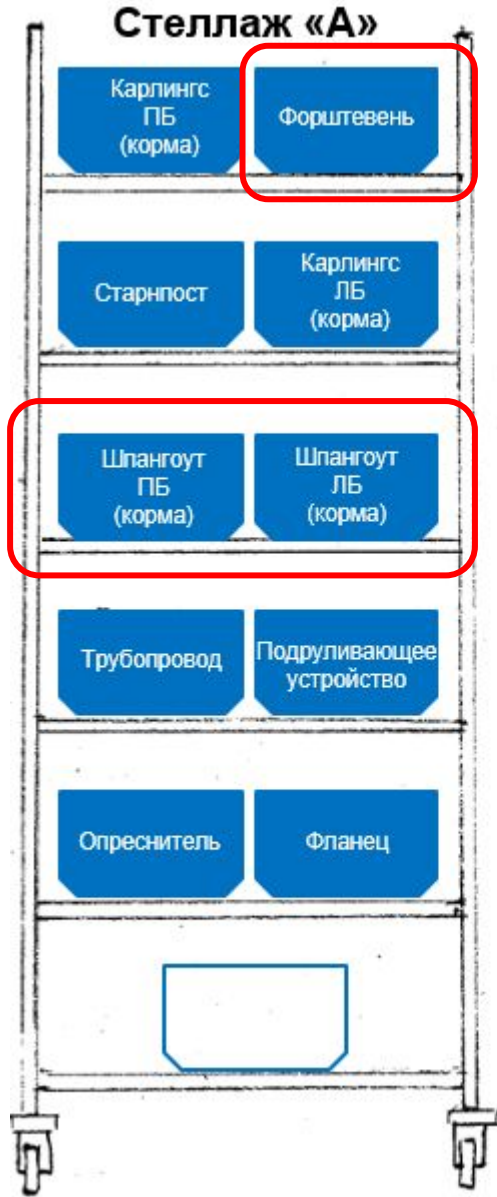 Стеллаж «А»
Карлингс
ПБ
(корма)
Форштевень
Старнпост
Карлингс
ЛБ
(корма)
Шпангоут
ПБ
(корма)
Шпангоут
ЛБ
(корма)
Трубопровод
Подруливающее
устройство
Опреснитель
Фланец